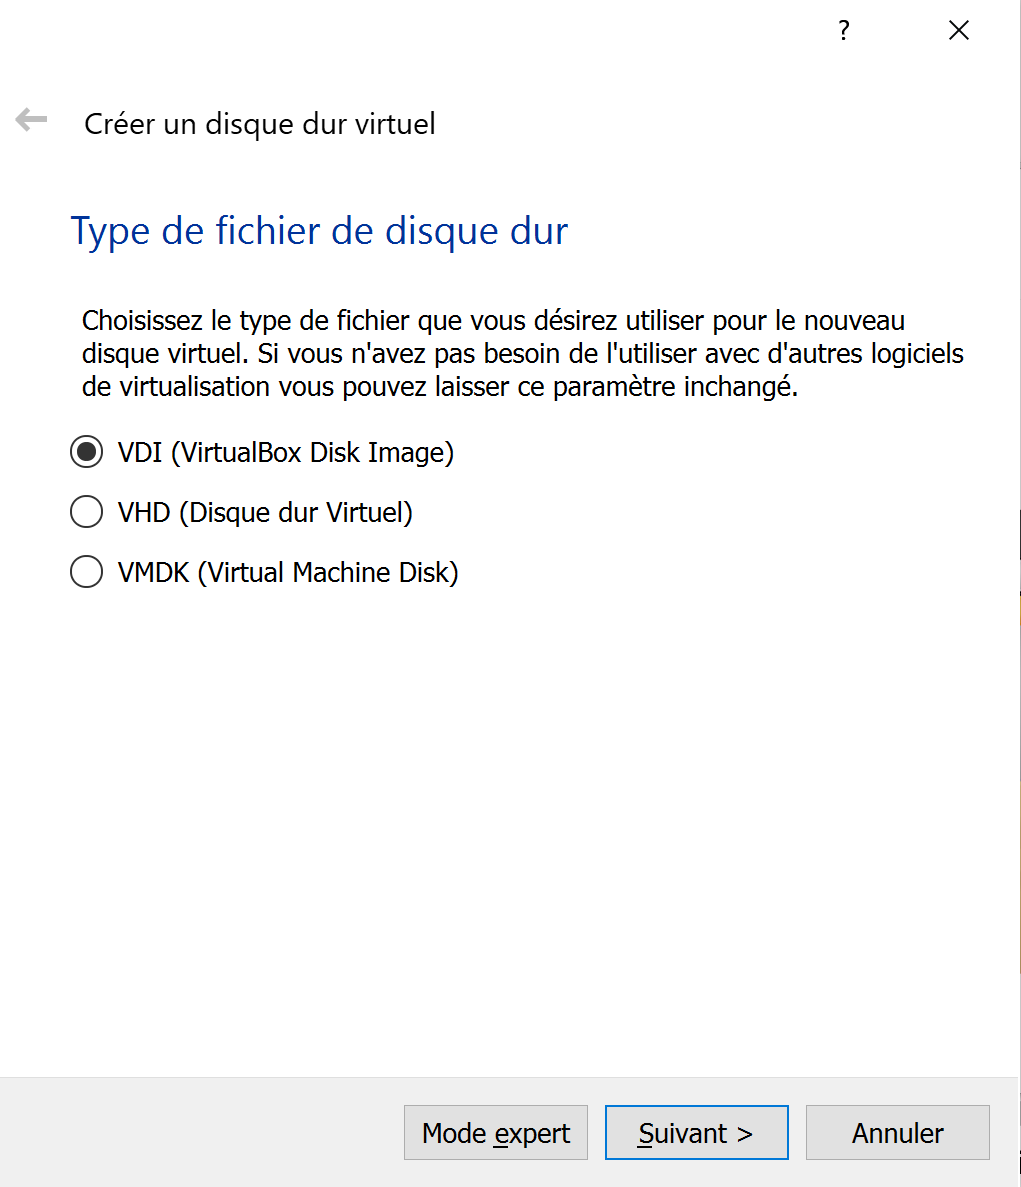 ?
Créer un disque dur virtuel
Type de fichier de disque dur
Choisissez le type de fichier que vous désirez utiliser pour le nouveau
disque virtuel. Si vous n'avez pas besoin de l'utiliser avec d'autres logiciels
de virtualisation vous pouvez laisser ce paramètre inchangé.
VDI (VirtualBox Disk Image)
VHD (Disque dur Virtuel)
VMDK (Virtual Machine Disk)
Mode expert
Suivant >
Annuler